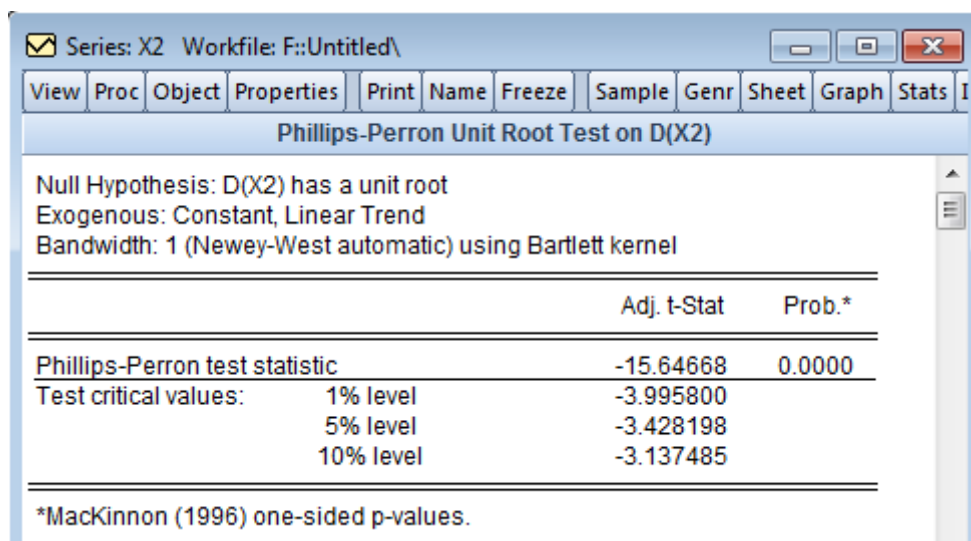 Series: X2 Workfile: F::Untitled\
View Proc Object Properties Print Name Freeze Sample Genr Sheet Graph Stats I
Phillips-Perron Unit Root Test on D(X2)
Null Hypothesis: D(X2) has a unit root
Exogenous: Constant, Linear Trend
Bandwidth: 1 (Newey-West automatic) using Bartlett kernel
Adj. t-Stat Prob.*
Phillips-Perron test statistic -15.64668 0.0000
Test critical values: 1% level -3.995800
5% level -3.428198
10% level -3.137485
*MacKinnon (1996) one-sided p-values.